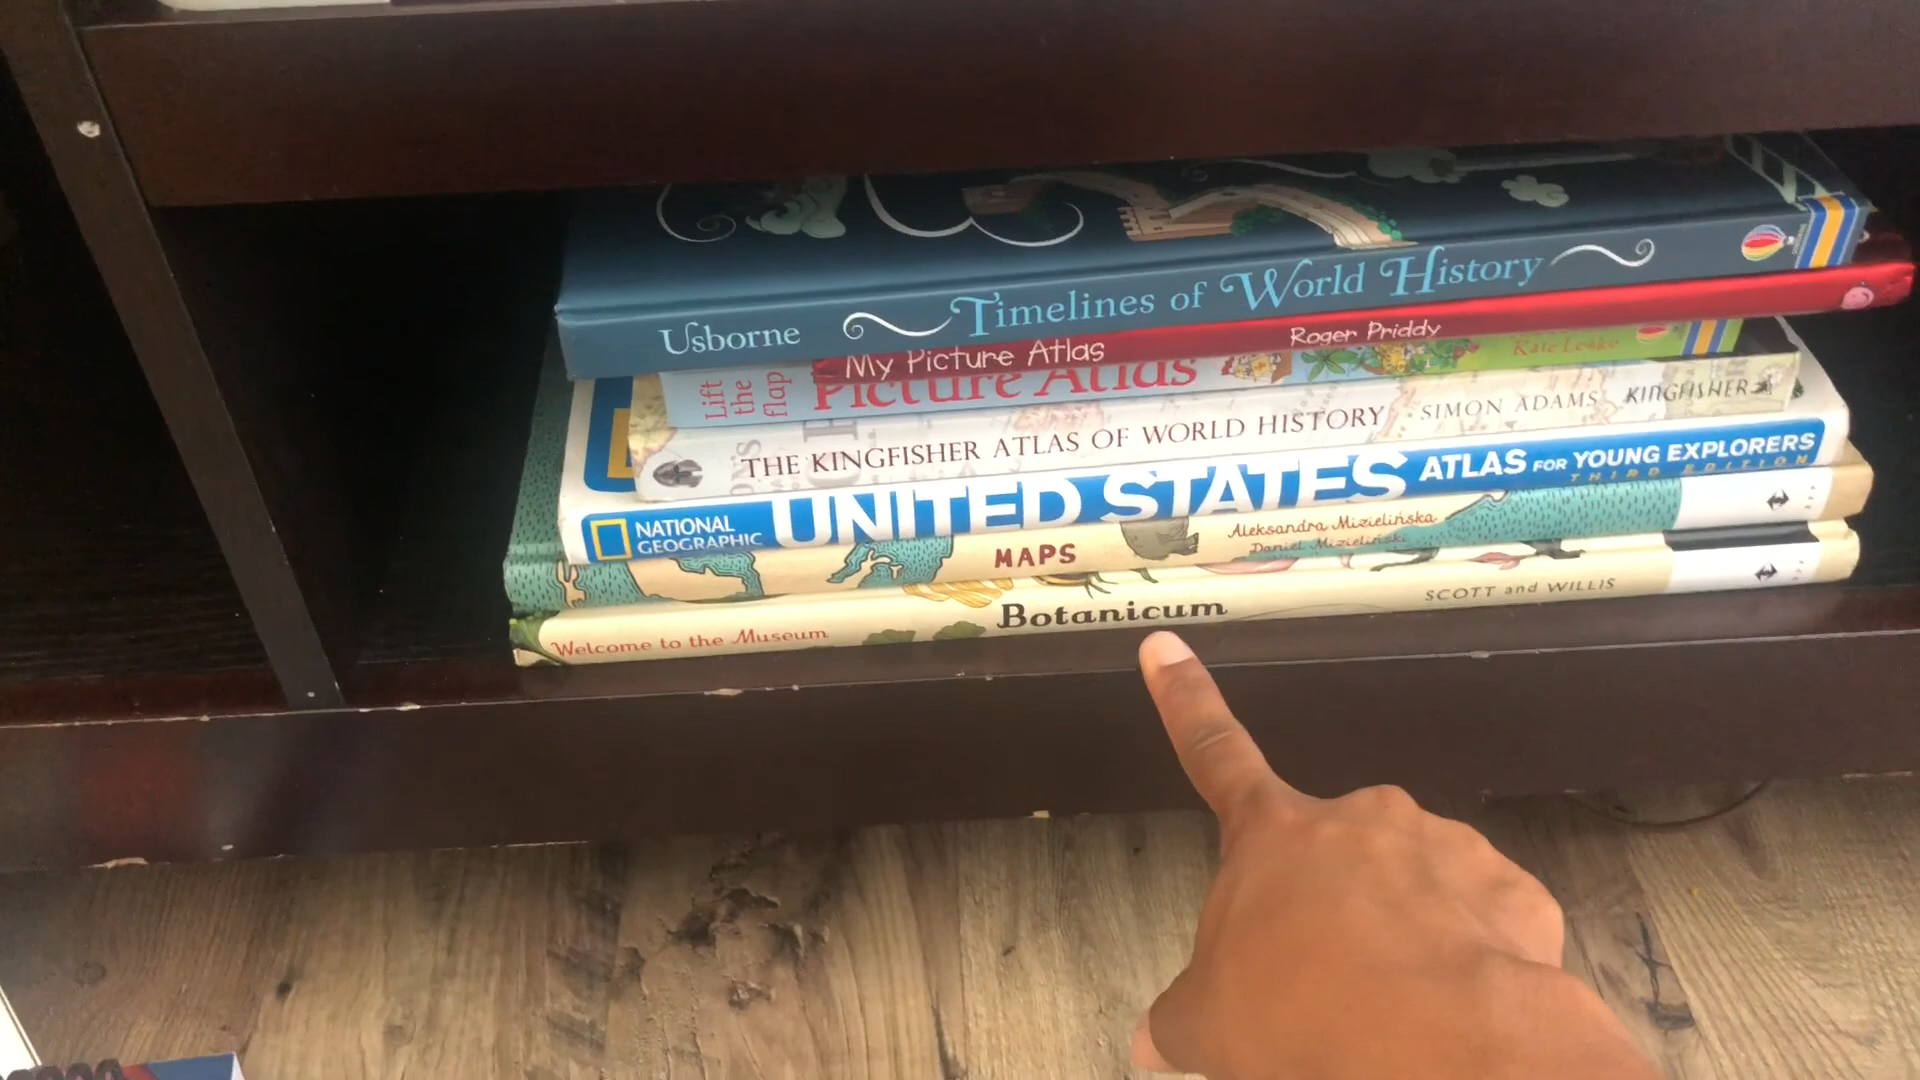 Usborne Timelines of World History
My Picture Atlas Roger Priddy
Lift the flap Picture Atlas Kate Leake
THE KINGFISHER ATLAS OF WORLD HISTORY SIMON ADAMS KINGFISHER
NATIONAL GEOGRAPHIC UNITED STATES ATLAS FOR YOUNG EXPLORERS
THIRD EDITION
MAPS Aleksandra Mizielińska
Daniel Mizieliński
Welcome to the Museum Botanicum SCOTT and WILLIS